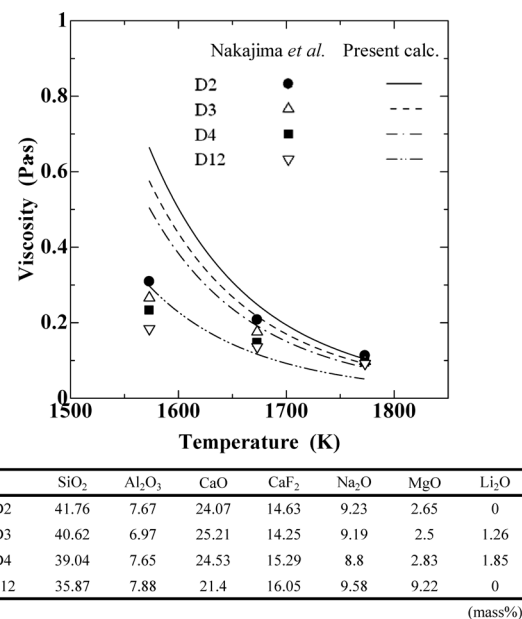 1
Nakajima et al. Present calc.
0.8
D2
D3
D4
0.6
D12
Viscosity (Pa·s)
0.4
0.2
0
1500 1600 1700 1800
Temperature (K)
SiO2 Al2O3 CaO CaF2 Na2O MgO Li2O
D2 41.76 7.67 24.07 14.63 9.23 2.65 0
D3 40.62 6.97 25.21 14.25 9.19 2.5 1.26
D4 39.04 7.65 24.53 15.29 8.8 2.83 1.85
12 35.87 7.88 21.4 16.05 9.58 9.22 0
(mass%)